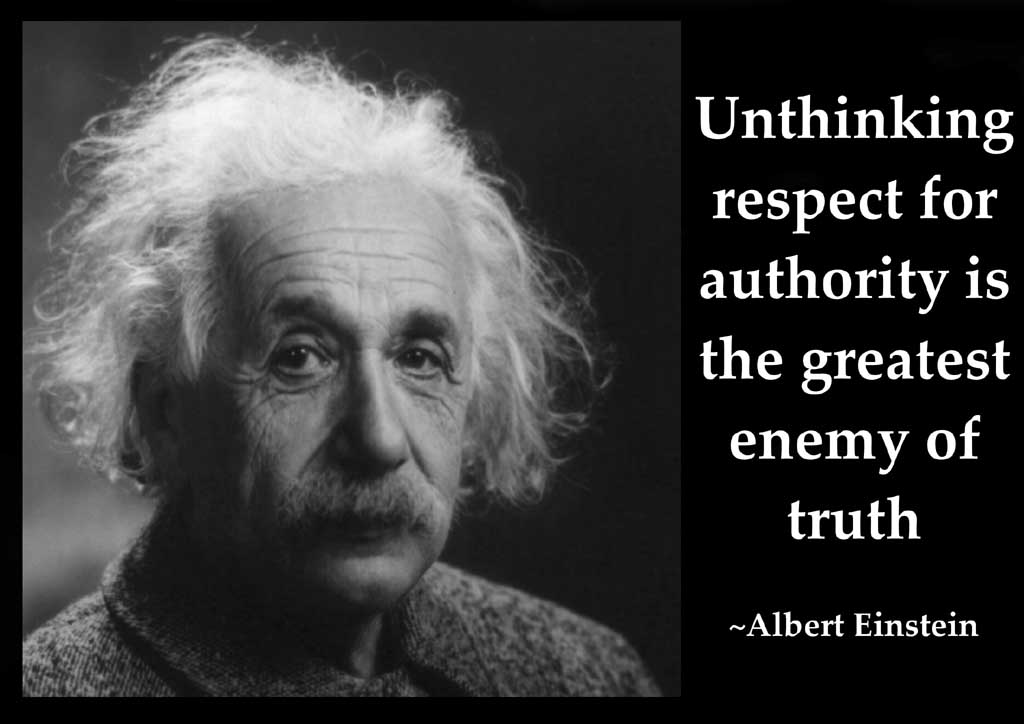 Unthinking
respect for
authority is
the greatest
enemy of
truth
~Albert Einstein